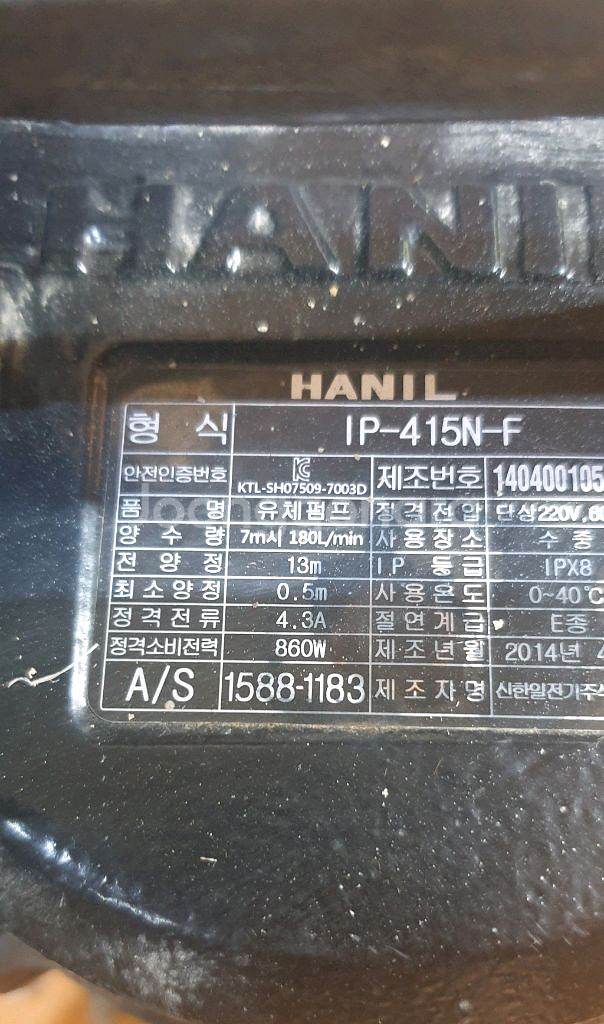 HANI
HANIL
형 식 IP-415N-F
안전인증번호 KTL-SH07509-7003D 제조번호 140400105
품 명 유체펌프 정격전압 단상220V,60
양 수 량 7m시 180L/min 사용장소 수 중
전 양 정 13m IP 등급 IPX8
최소양정 0.5m 사용온도 0~40℃
정격전류 4.3A 절연계급 E종
정격소비전력 860W 제조년월 2014년 4
A/S 1588-1183 제조자명 신한일전기주식